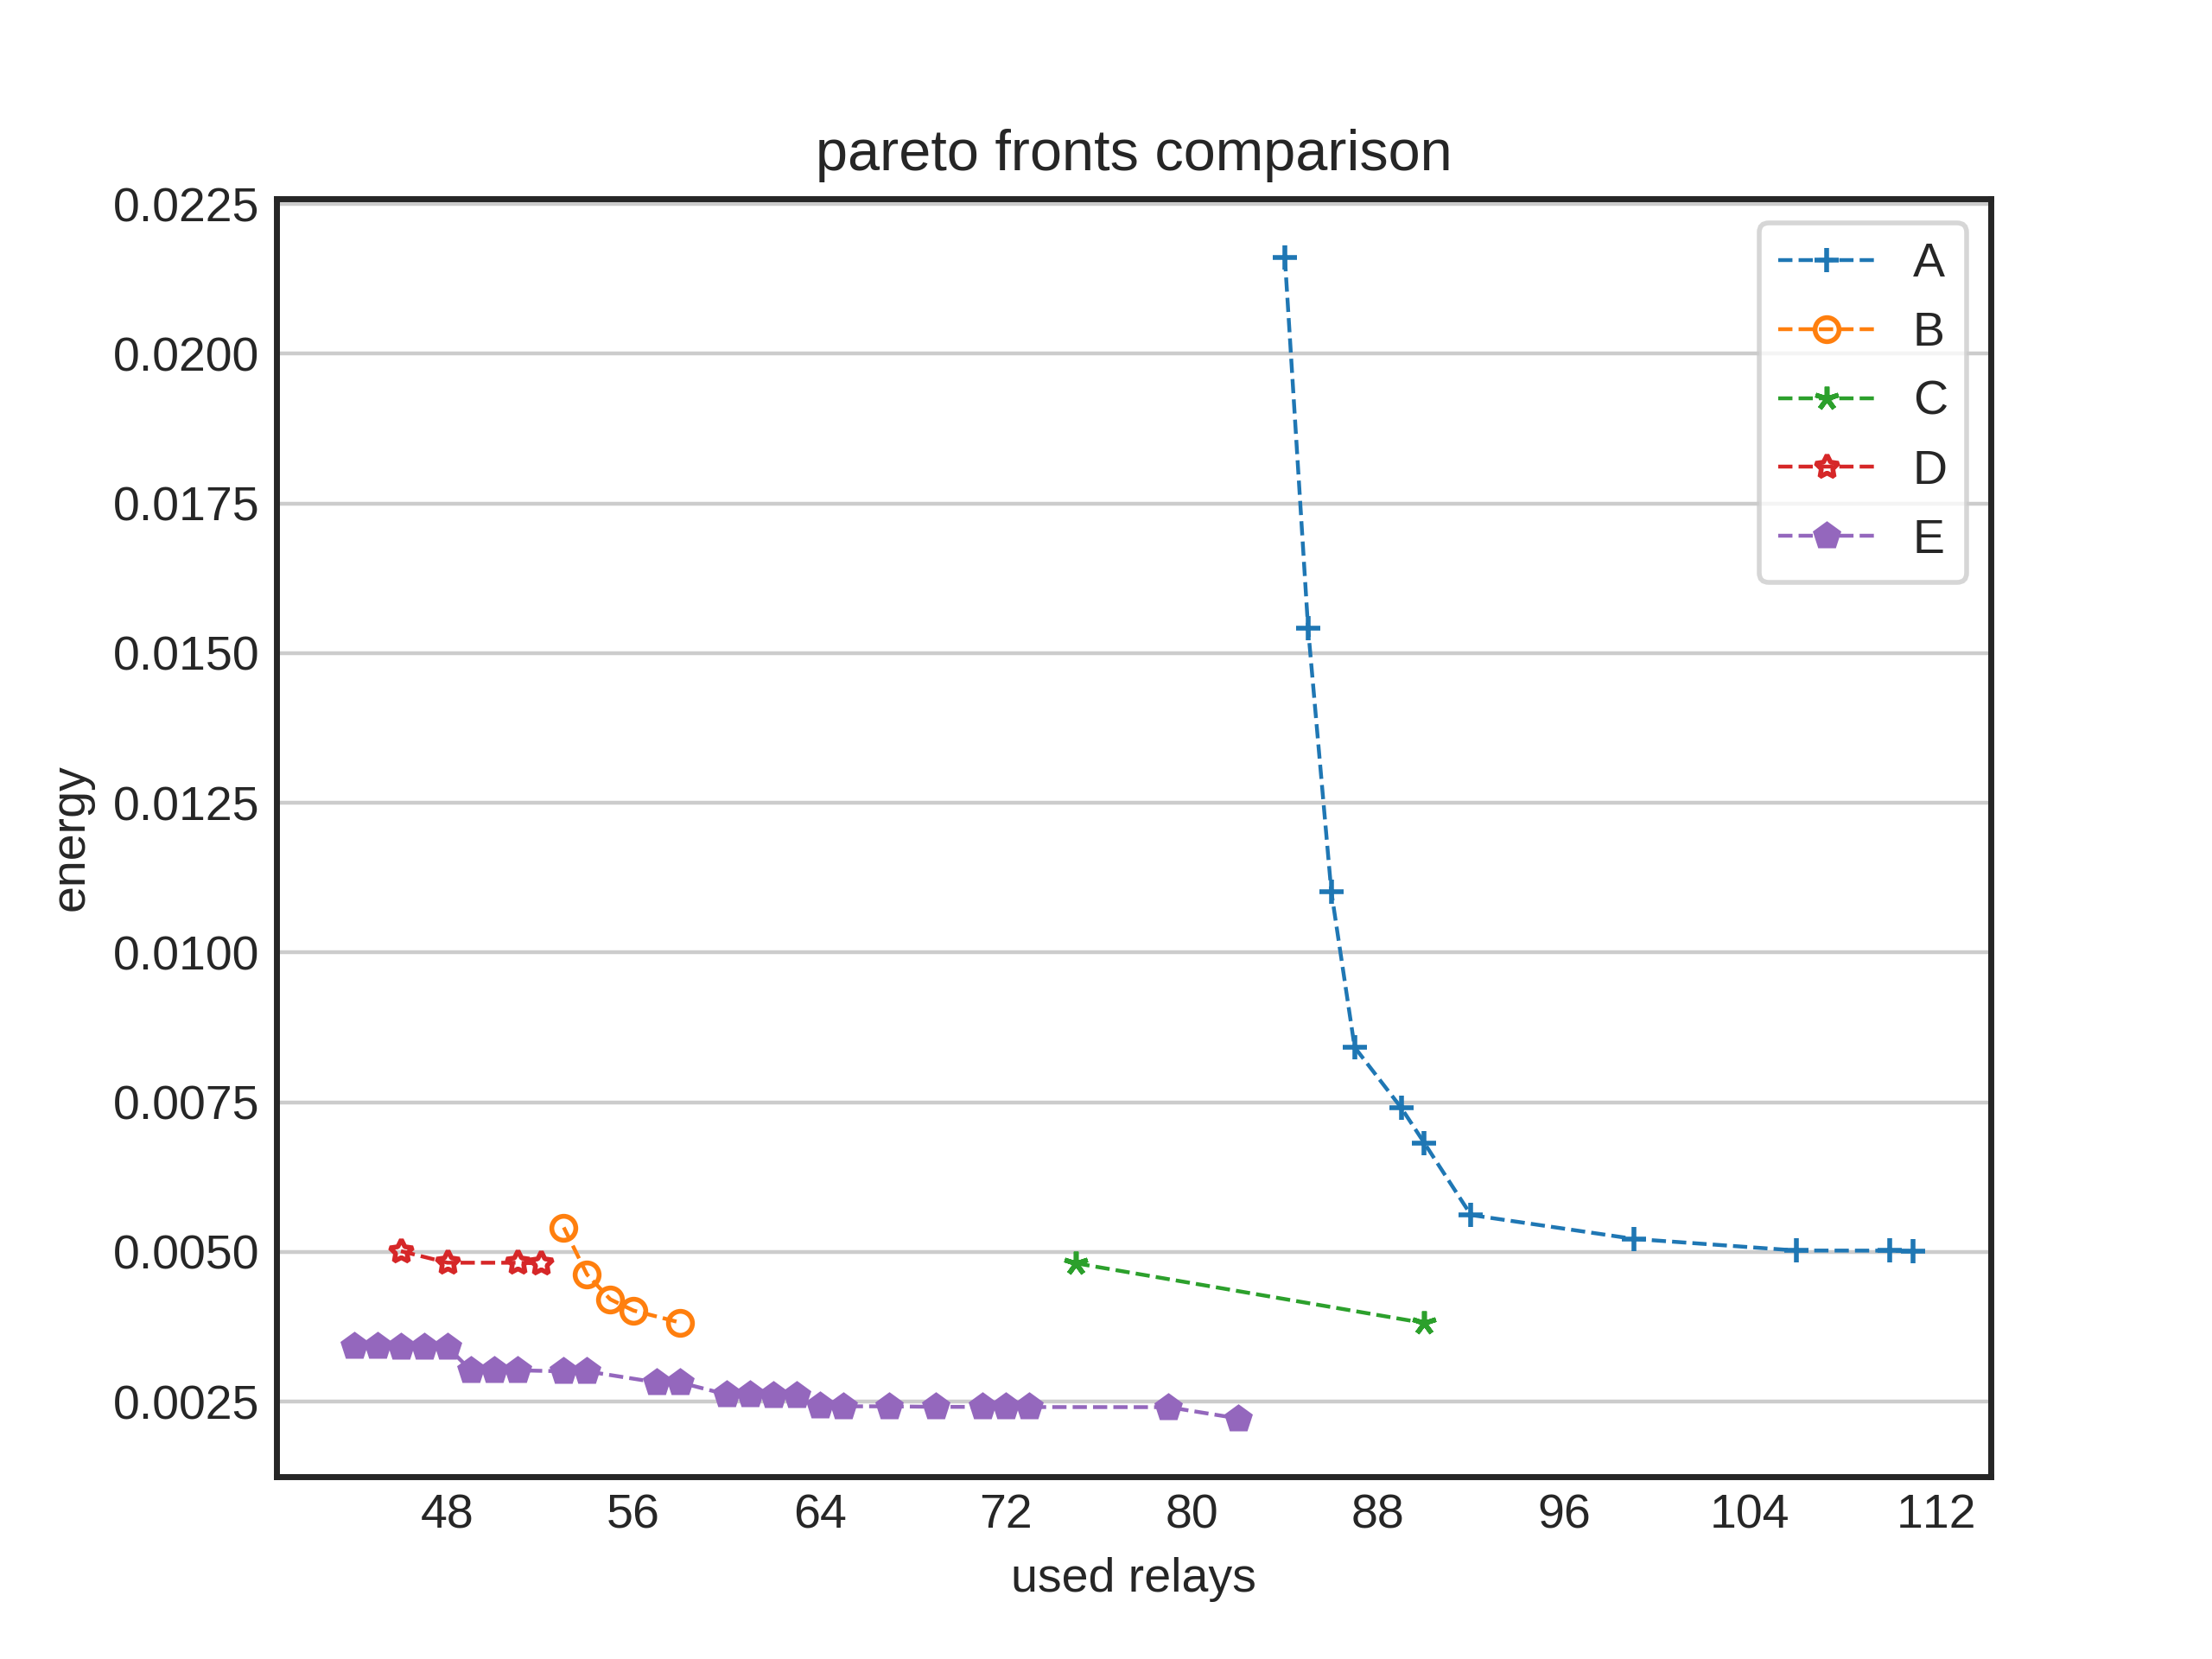 pareto fronts comparison
0.0225
0.0200
0.0175
0.0150
0.0125
0.0100
0.0075
0.0050
0.0025
energy
A
B
C
D
E
48 56 64 72 80 88 96 104 112
used relays